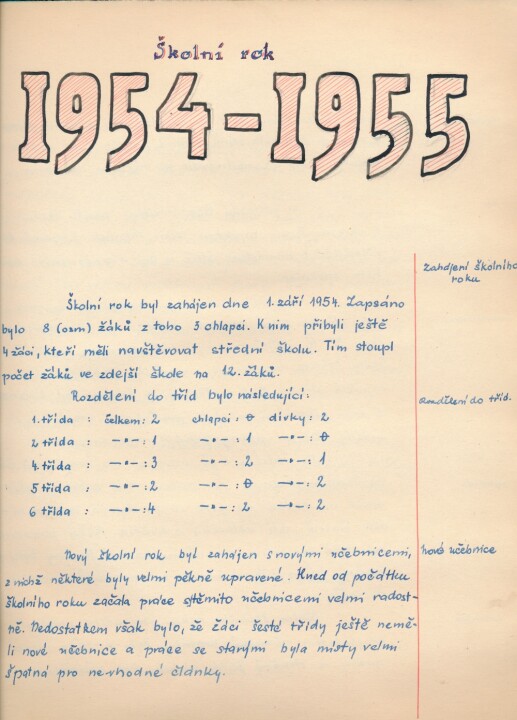 Školní rok
1954-1955
Zahájení školního
roku
Školní rok byl zahájen dne 1. září 1954. Zapsáno
bylo 8 (osm) žáků z toho 3 chlapci. K nim přibyli ještě
4 žáci, kteří měli navštěvovat střední školu. Tím stoupl
počet žáků ve zdejší škole na 12. žáků.
Rozdělení do tříd bylo následující:
Rozdělení do tříd.
1. třída : celkem: 2 chlapci: 0 dívky: 2
2 třída : —„— : 1 —„— : 1 —„— : 0
4. třída : —„— : 3 —„— : 2 —„— : 1
5 třída : —„— : 2 —„— : 0 —„— : 2
6 třída : —„— : 4 —„— : 2 —„— : 2
Nový školní rok byl zahájen s novými učebnicemi,
Nové učebnice
z nichž některé byly velmi pěkně upravené. Hned od počátku
školního roku začala práce s těmito učebnicemi velmi radost-
ně. Nedostatkem však bylo, že žáci šesté třídy ještě nemě-
li nové učebnice a práce se starými byla místy velmi
špatná pro nevhodné články.